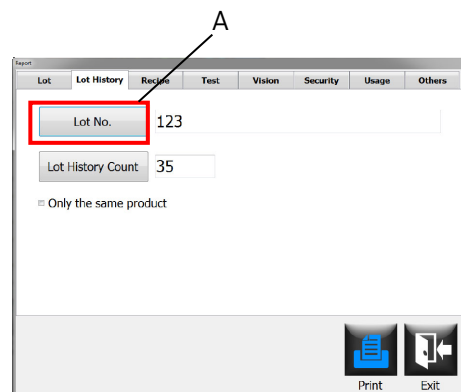 A
Report
Lot Lot History Recipe Test Vision Security Usage Others
Lot No. 123
Lot History Count 35
Only the same product
Print Exit